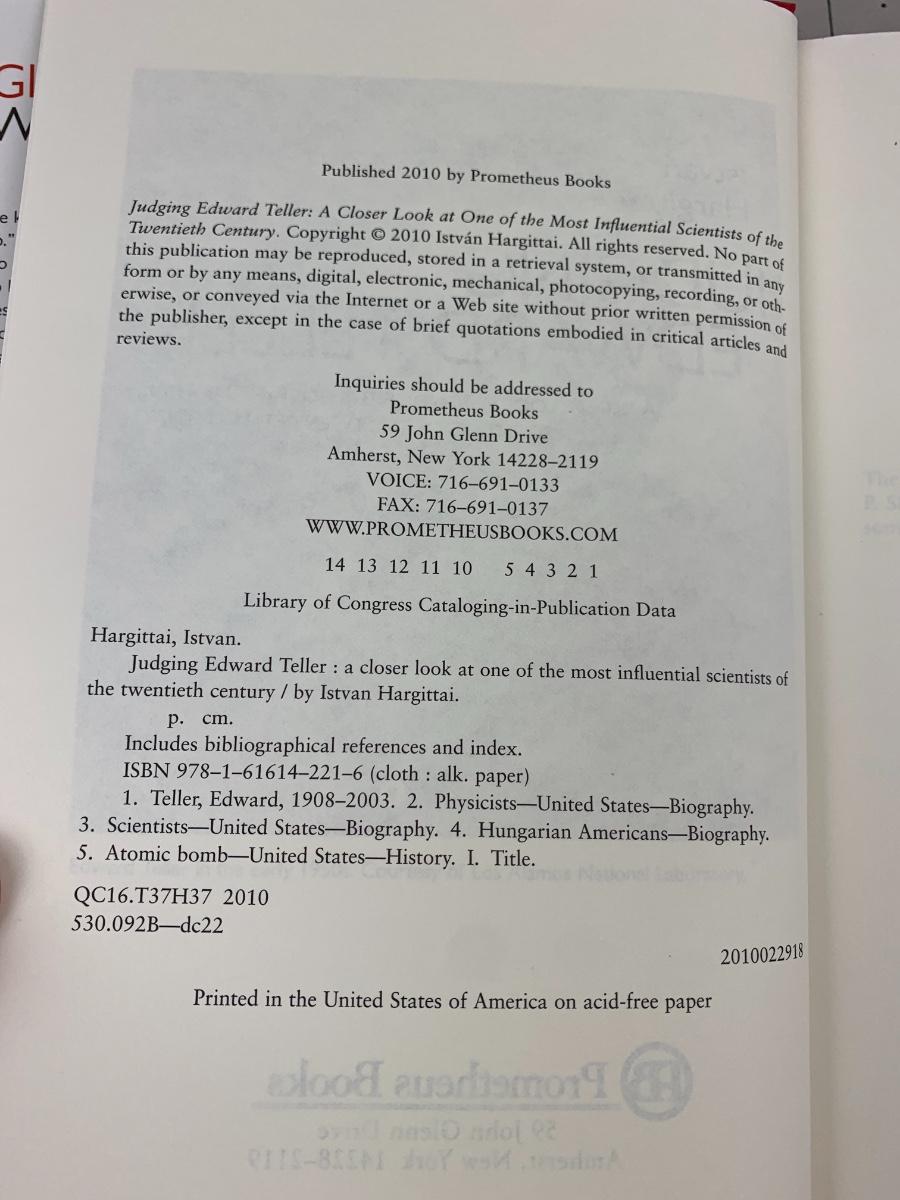 Published 2010 by Prometheus Books
Judging Edward Teller: A Closer Look at One of the Most Influential Scientists of the
Twentieth Century. Copyright © 2010 István Hargittai. All rights reserved. No part of
this publication may be reproduced, stored in a retrieval system, or transmitted in any
form or by any means, digital, electronic, mechanical, photocopying, recording, or oth-
erwise, or conveyed via the Internet or a Web site without prior written permission of
the publisher, except in the case of brief quotations embodied in critical articles and
reviews.
Inquiries should be addressed to
Prometheus Books
59 John Glenn Drive
Amherst, New York 14228–2119
VOICE: 716–691–0133
FAX: 716–691–0137
WWW.PROMETHEUSBOOKS.COM
14 13 12 11 10 5 4 3 2 1
Library of Congress Cataloging-in-Publication Data
Hargittai, Istvan.
Judging Edward Teller : a closer look at one of the most influential scientists of
the twentieth century / by Istvan Hargittai.
p. cm.
Includes bibliographical references and index.
ISBN 978–1–61614–221–6 (cloth : alk. paper)
1. Teller, Edward, 1908–2003. 2. Physicists—United States—Biography.
3. Scientists—United States—Biography. 4. Hungarian Americans—Biography.
5. Atomic bomb—United States—History. I. Title.
QC16.T37H37 2010
530.092B—dc22
2010022918
Printed in the United States of America on acid-free paper
Prometheus Books
59 John Glenn Drive
Amherst, New York 14228–2119